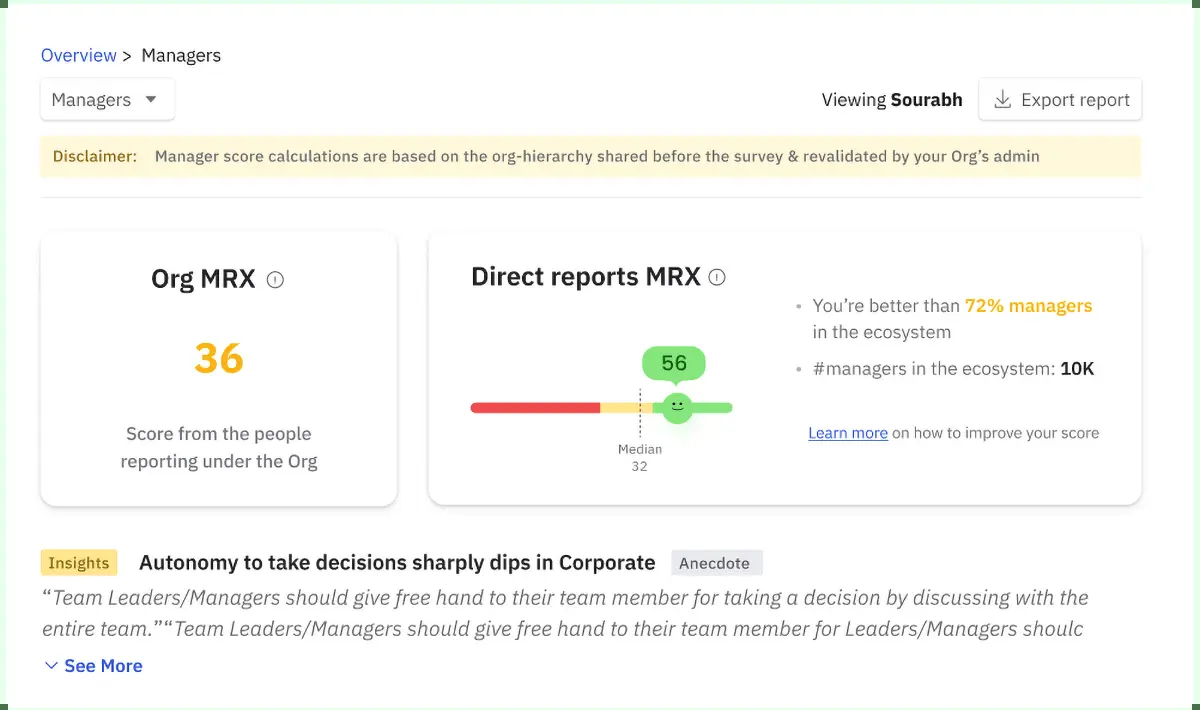 Overview > Managers
Managers
Viewing Sourabh
Export report
Disclaimer: Manager score calculations are based on the org-hierarchy shared before the survey & revalidated by your Org’s admin
Org MRX
36
Score from the people
reporting under the Org
Direct reports MRX
56
Median
32
• You’re better than 72% managers
in the ecosystem
• #managers in the ecosystem: 10K
Learn more on how to improve your score
Insights Autonomy to take decisions sharply dips in Corporate Anecdote
“Team Leaders/Managers should give free hand to their team member for taking a decision by discussing with the
entire team.”“Team Leaders/Managers should give free hand to their team member for Leaders/Managers shoulc
See More